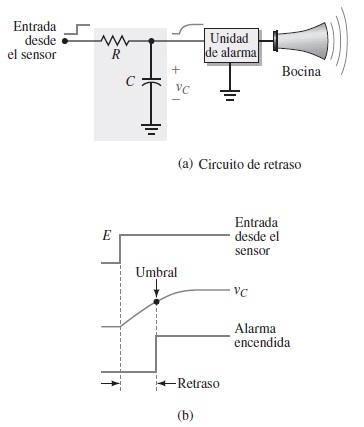 Entrada
desde
el sensor
R
C
+
vC
−
Unidad
de alarma
Bocina
(a) Circuito de retraso
E
Entrada
desde el
sensor
Umbral
vC
Alarma
encendida
Retraso
(b)